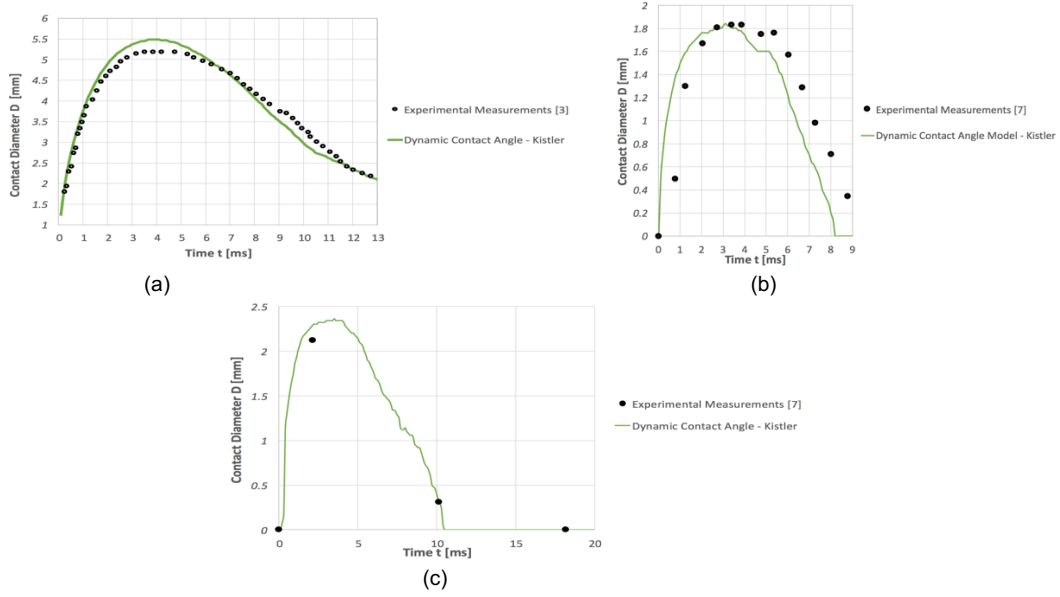 6
5.5
5
4.5
4
3.5
3
2.5
2
1.5
1
Contact Diameter D [mm]
0 1 2 3 4 5 6 7 8 9 10 11 12 13
Time t [ms]
Experimental Measurements [3]
Dynamic Contact Angle - Kistler
(a)
2
1.8
1.6
1.4
1.2
1
0.8
0.6
0.4
0.2
0
Contact Diameter D [mm]
0 1 2 3 4 5 6 7 8 9
Time t [ms]
Experimental Measurements [7]
Dynamic Contact Angle Model - Kistler
(b)
2.5
2
1.5
1
0.5
0
Contact Diameter D [mm]
0 5 10 15 20
Time t [ms]
Experimental Measurements [7]
Dynamic Contact Angle - Kistler
(c)